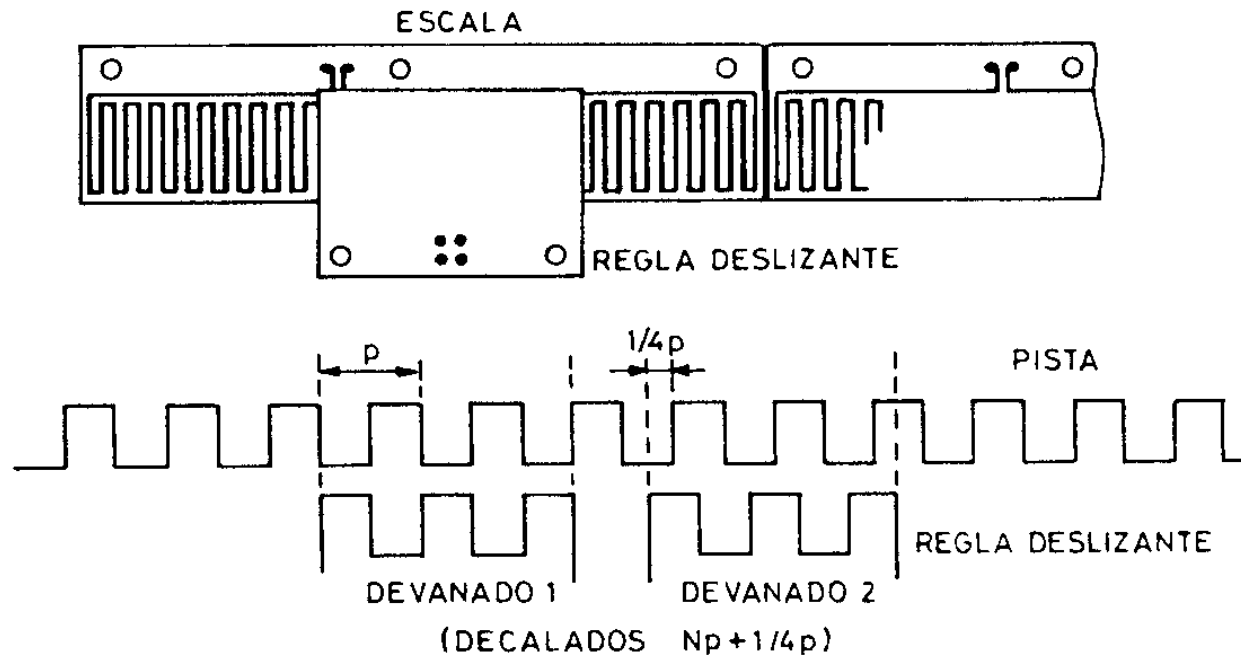 ESCALA
REGLA DESLIZANTE
p
1/4p
PISTA
REGLA DESLIZANTE
DEVANADO 1
DEVANADO 2
(DECALADOS Np+1/4p)